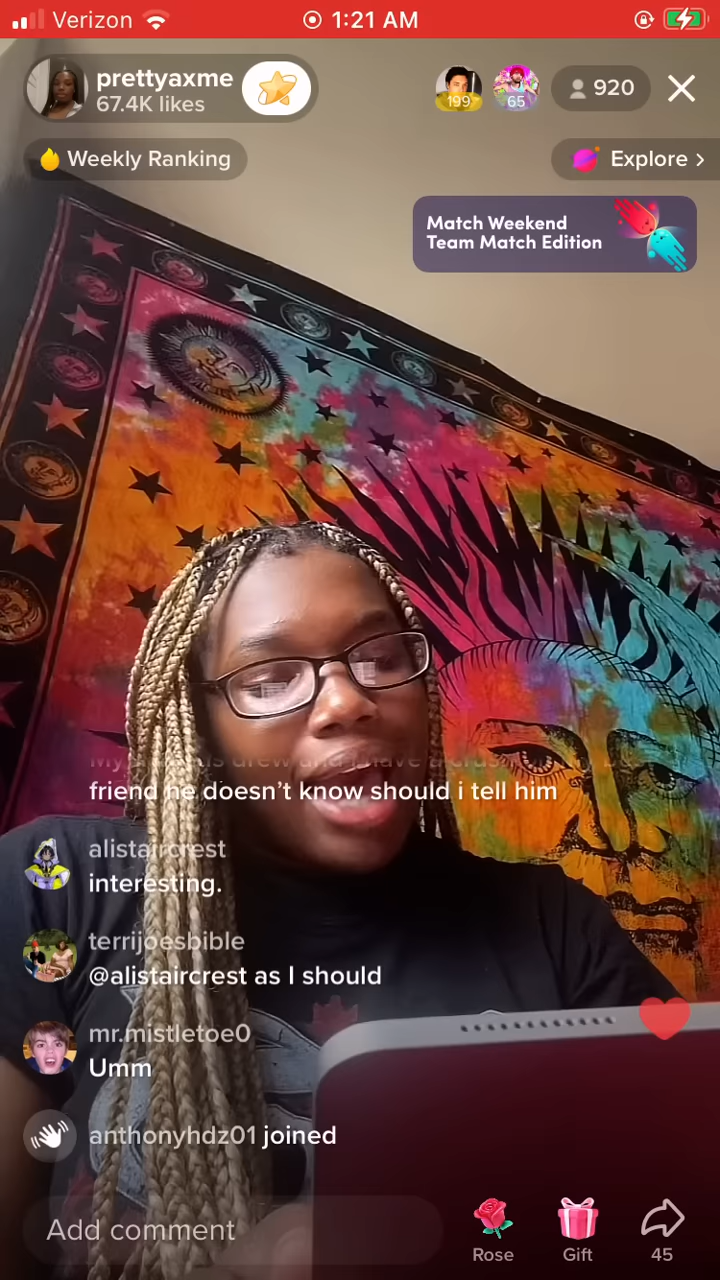 Verizon
1:21 AM
prettyaxme
67.4K likes
199
65
920
Weekly Ranking
Explore >
Match Weekend
Team Match Edition
friend he doesn't know should i tell him
alistaircrest
interesting.
terrijoesbible
@alistaircrest as I should
mr.mistletoe0
Umm
anthonyhdz01 joined
Add comment
Rose
Gift
45